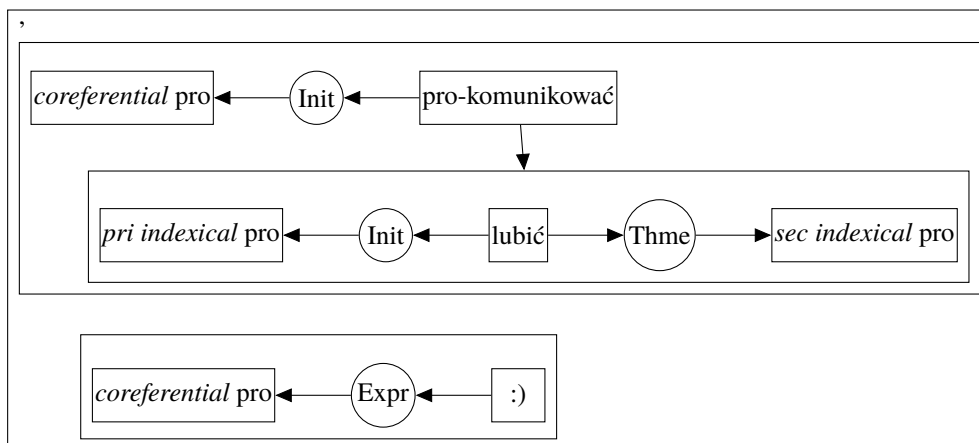 ,
coreferential pro Init pro-komunikować
pri indexical pro Init lubić Thme sec indexical pro
coreferential pro Expr :)